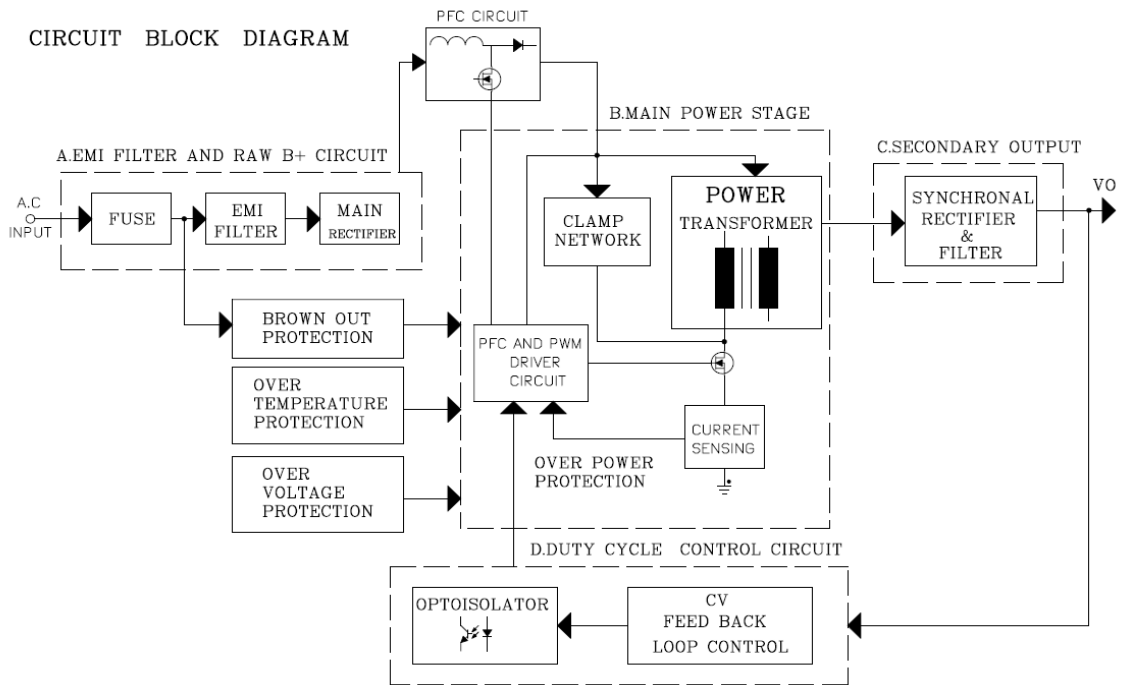 CIRCUIT BLOCK DIAGRAM
PFC CIRCUIT
B.MAIN POWER STAGE
A.EMI FILTER AND RAW B+ CIRCUIT
C.SECONDARY OUTPUT
A.C
INPUT
FUSE
EMI
FILTER
MAIN
RECTIFIER
CLAMP
NETWORK
POWER
TRANSFORMER
SYNCHRONAL
RECTIFIER
&
FILTER
VO
BROWN OUT
PROTECTION
PFC AND PWM
DRIVER
CIRCUIT
OVER
TEMPERATURE
PROTECTION
CURRENT
SENSING
OVER POWER
PROTECTION
OVER
VOLTAGE
PROTECTION
D.DUTY CYCLE CONTROL CIRCUIT
OPTOISOLATOR
CV
FEED BACK
LOOP CONTROL